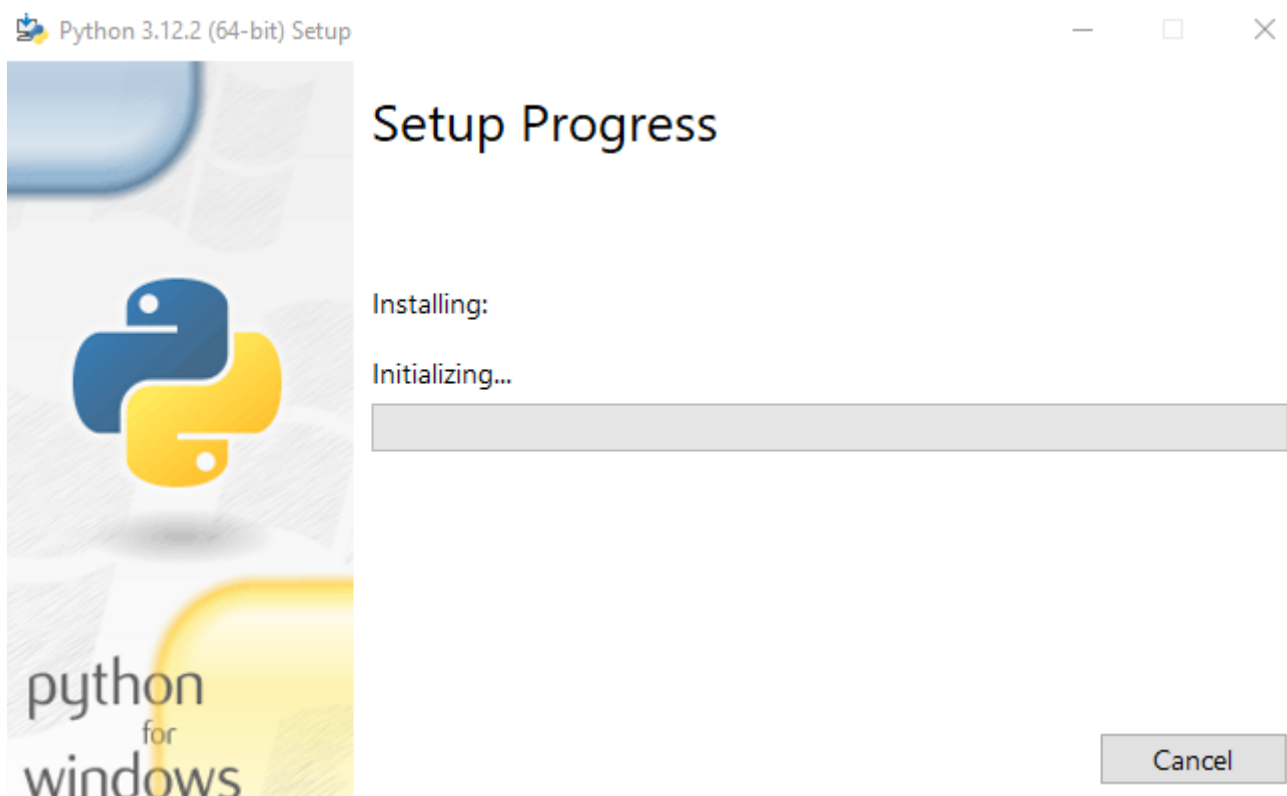 Python 3.12.2 (64-bit) Setup
Setup Progress
Installing:
Initializing...
python
for
windows
Cancel